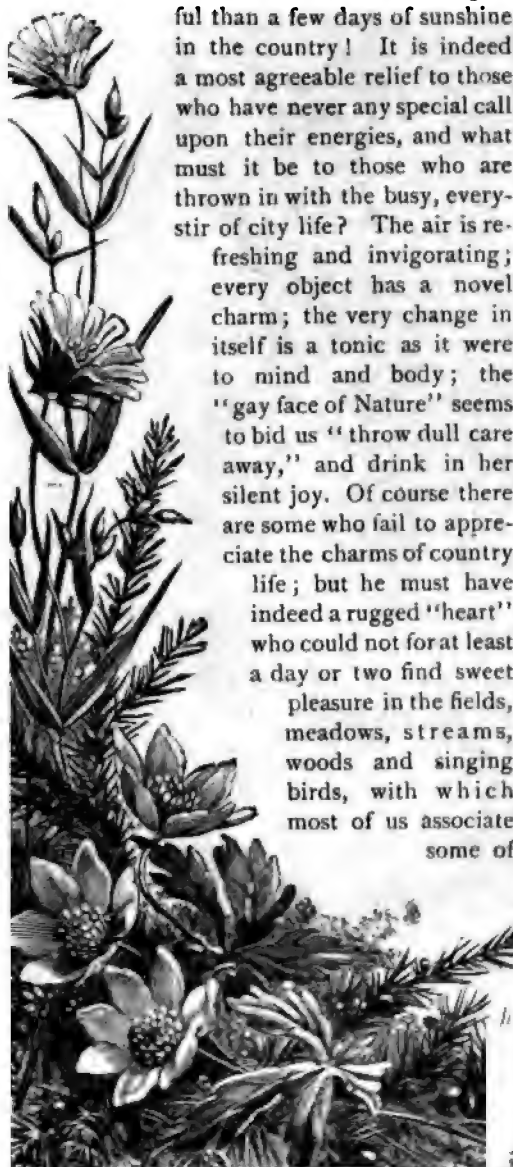 ful than a few days of sunshine
in the country! It is indeed
a most agreeable relief to those
who have never any special call
upon their energies, and what
must it be to those who are
thrown in with the busy, every-
stir of city life? The air is re-
freshing and invigorating;
every object has a novel
charm; the very change in
itself is a tonic as it were
to mind and body; the
"gay face of Nature" seems
to bid us "throw dull care
away," and drink in her
silent joy. Of course there
are some who fail to appre-
ciate the charms of country
life; but he must have
indeed a rugged "heart"
who could not for at least
a day or two find sweet
pleasure in the fields,
meadows, streams,
woods and singing
birds, with which
most of us associate
some of